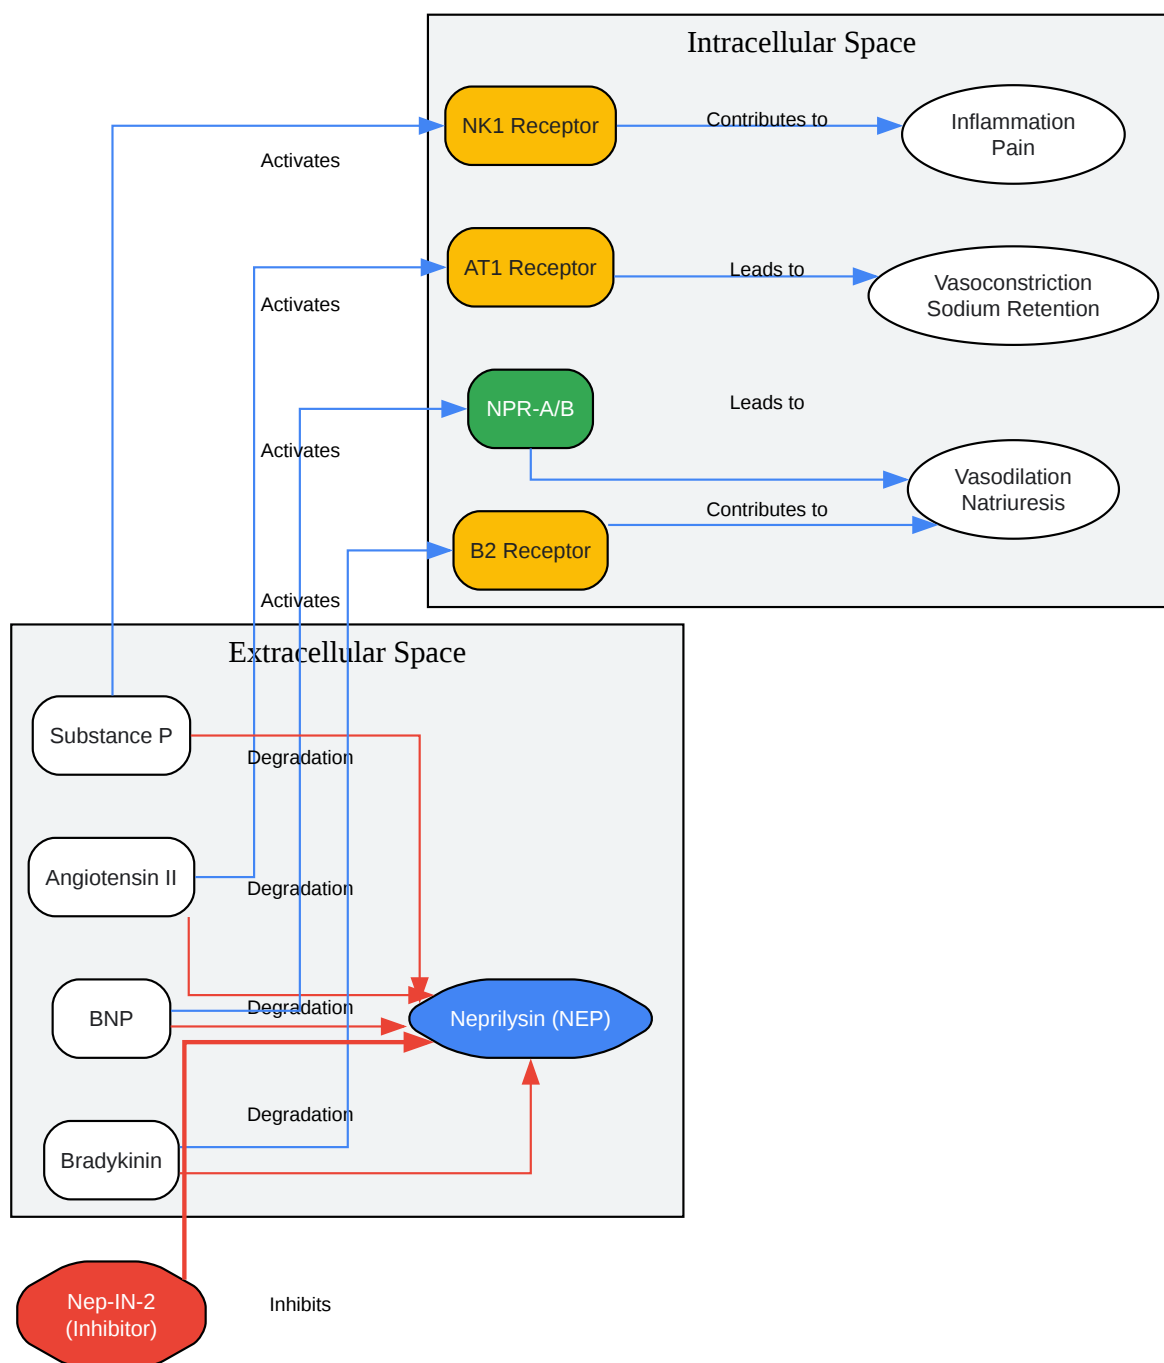 Intracellular Space
NK1 Receptor
Contributes to
Inflammation
Pain
Activates
AT1 Receptor
Leads to
Vasoconstriction
Sodium Retention
Activates
NPR-A/B
Leads to
Activates
Vasodilation
Natriuresis
Contributes to
B2 Receptor
Activates
Extracellular Space
Substance P
Degradation
Angiotensin II
Degradation
BNP
Degradation
Neprilysin (NEP)
Degradation
Bradykinin
Nep-IN-2
(Inhibitor)
Inhibits